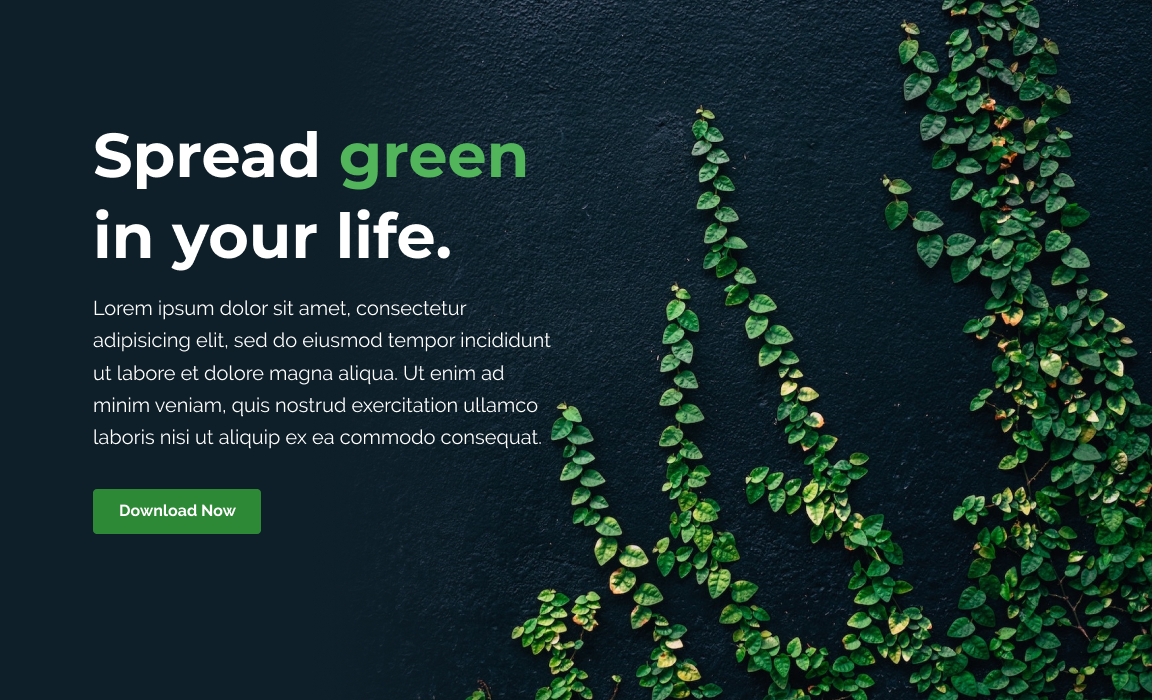 Spread green
in your life.
Lorem ipsum dolor sit amet, consectetur
adipisicing elit, sed do eiusmod tempor incididunt
ut labore et dolore magna aliqua. Ut enim ad
minim veniam, quis nostrud exercitation ullamco
laboris nisi ut aliquip ex ea commodo consequat.
Download Now